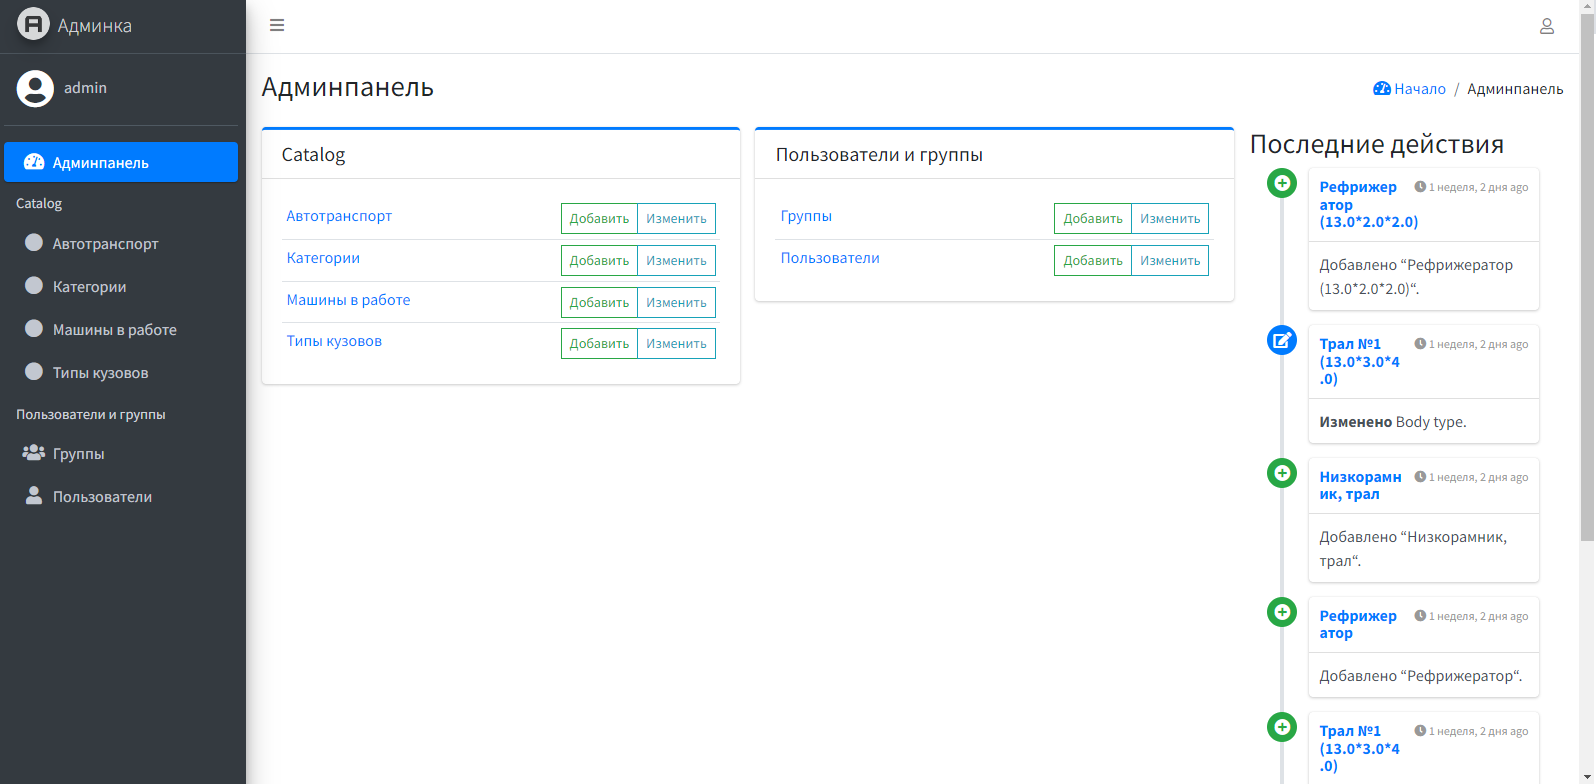 Админка
admin
Админпанель
Catalog
Автотранспорт
Категории
Машины в работе
Типы кузовов
Пользователи и группы
Группы
Пользователи
Админпанель
Начало / Админпанель
Catalog
Автотранспорт Добавить Изменить
Категории Добавить Изменить
Машины в работе Добавить Изменить
Типы кузовов Добавить Изменить
Пользователи и группы
Группы Добавить Изменить
Пользователи Добавить Изменить
Последние действия
Рефрижер 1 неделя, 2 дня ago
атор
(13.0*2.0*2.0)
Добавлено “Рефрижератор
(13.0*2.0*2.0)“.
Трал №1 1 неделя, 2 дня ago
(13.0*3.0*4
.0)
Изменено Body type.
Низкорамн 1 неделя, 2 дня ago
ик, трал
Добавлено “Низкорамник,
трал“.
Рефрижер 1 неделя, 2 дня ago
атор
Добавлено “Рефрижератор“.
Трал №1 1 неделя, 2 дня ago
(13.0*3.0*4
.0)